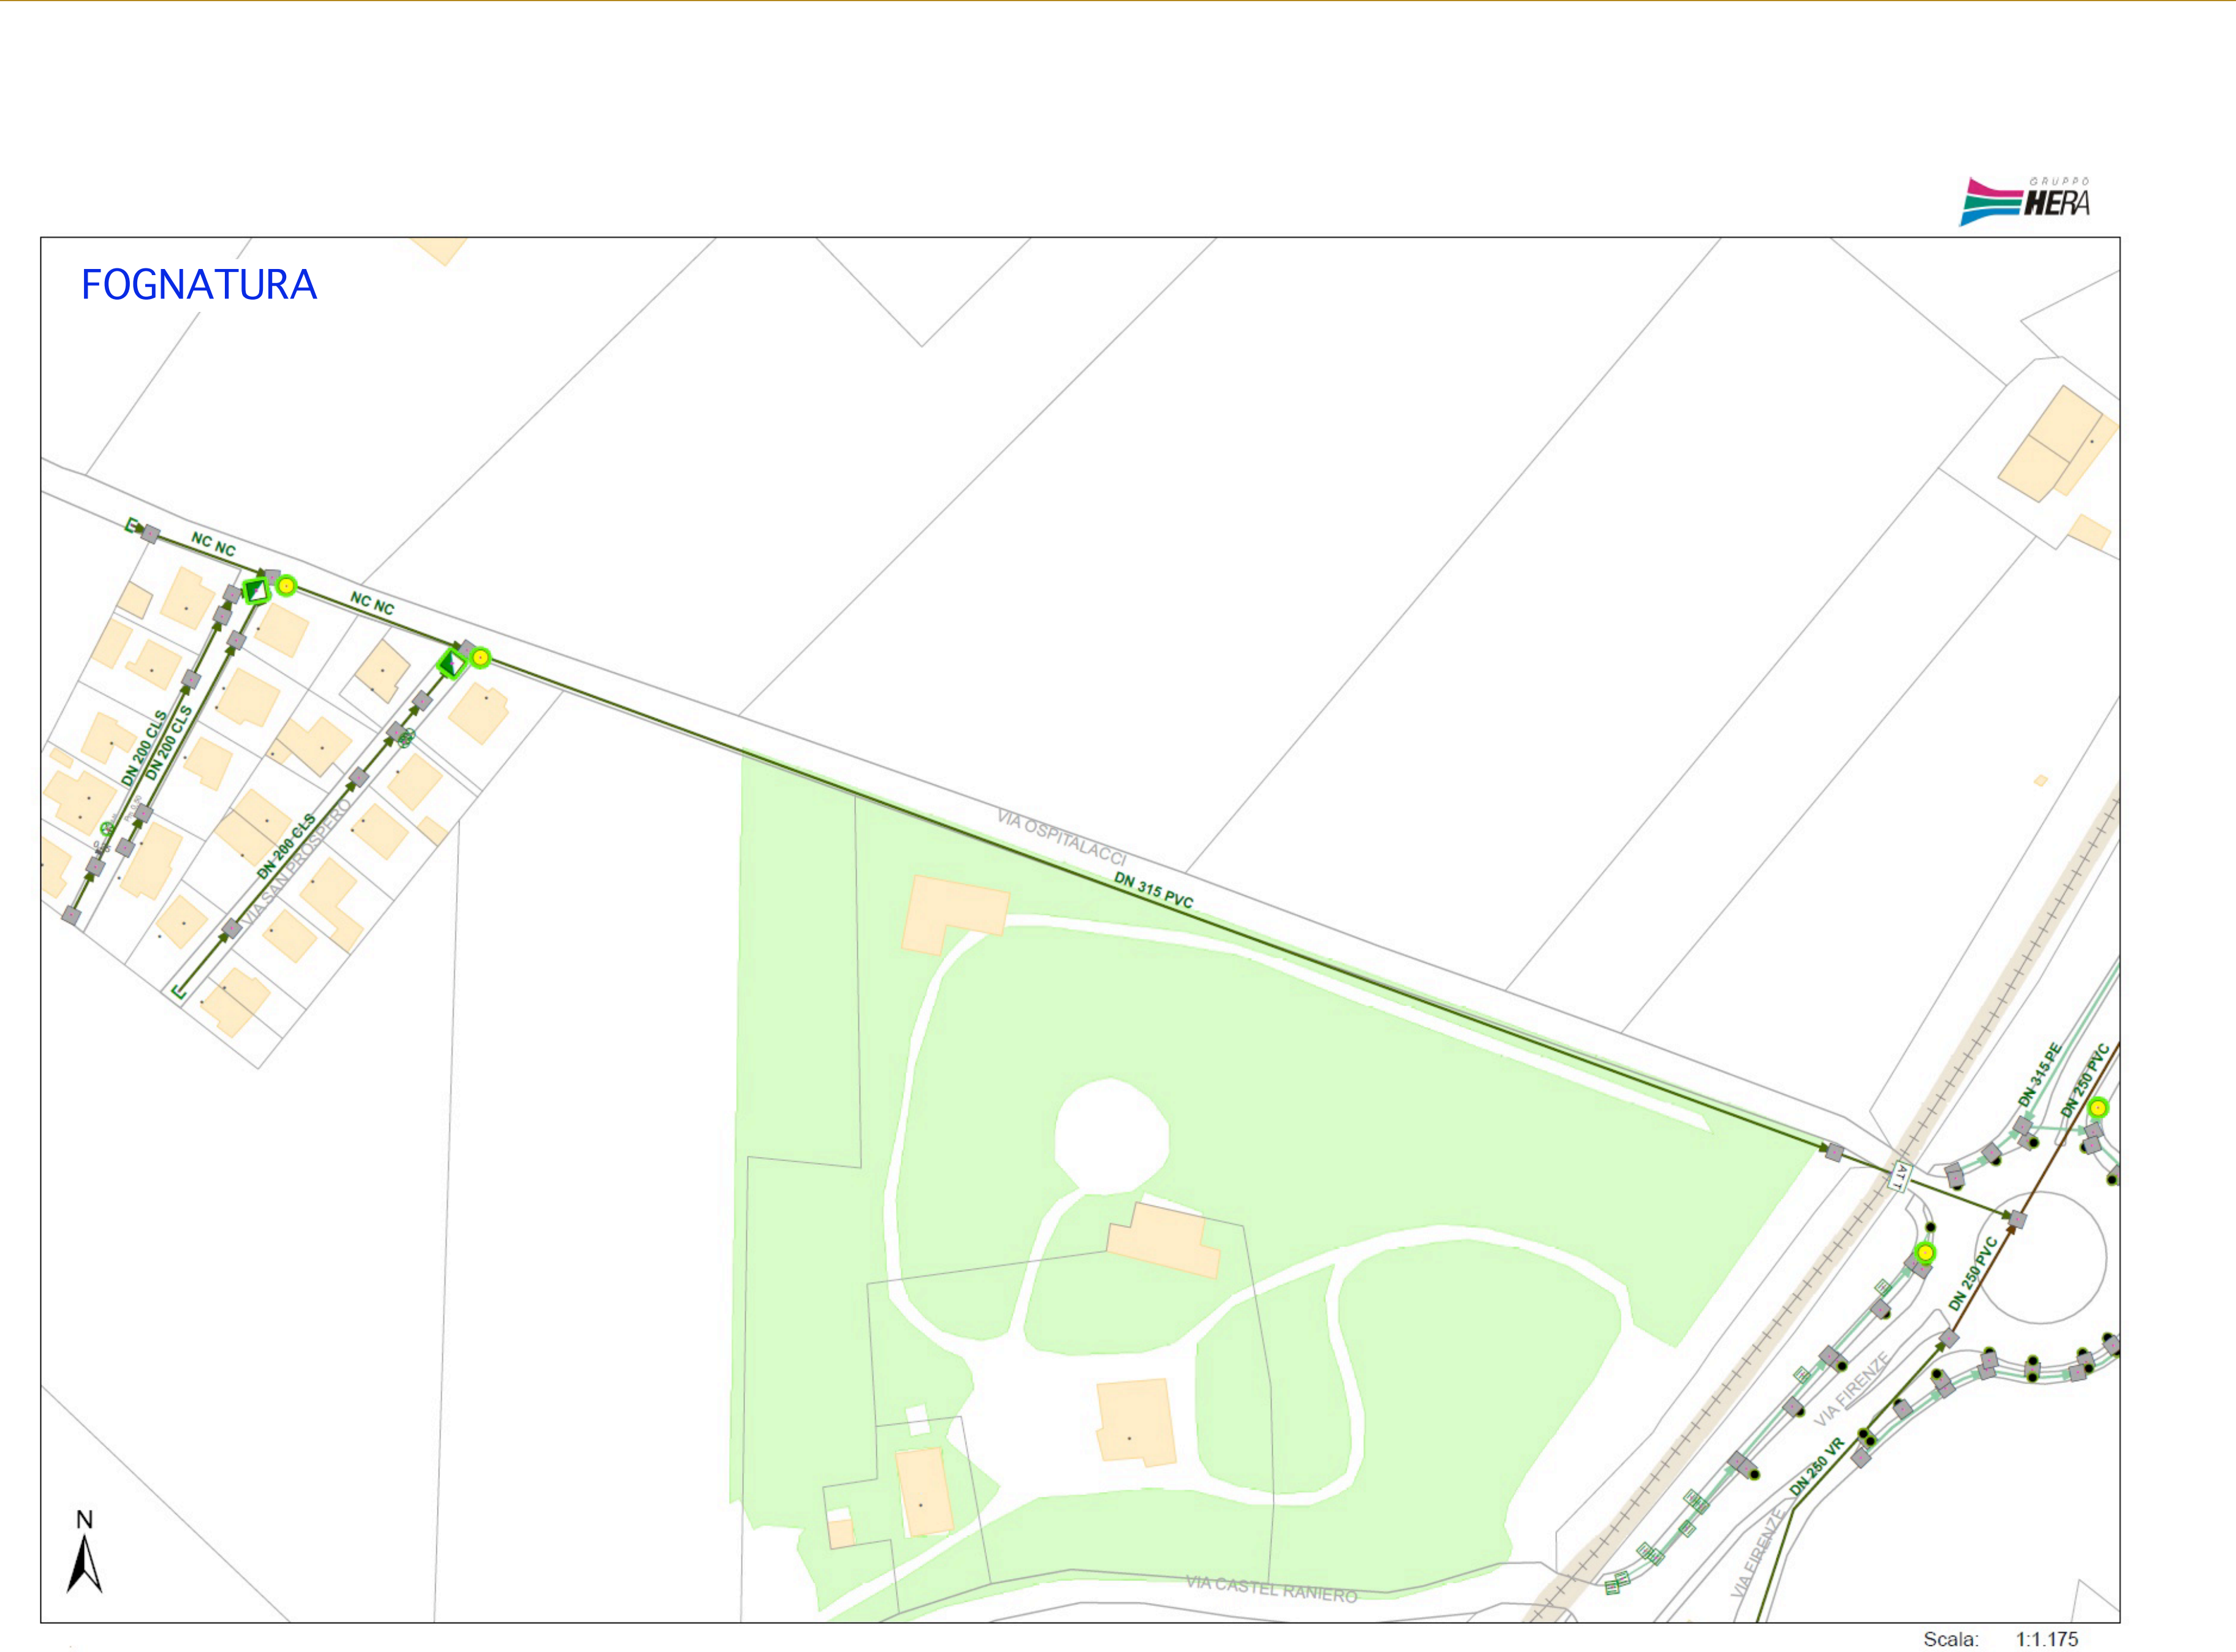 GRUPPO
HERA
FOGNATURA
E
NC NC
NC NC
DN 200 CLS
DN 200 CLS
DN 200 CLS
VIA SAN PROSPERO
E
VIA OSPITALACCI
DN 315 PVC
DN 315 PE
DN 250 PVC
ATT
DN 250 PVC
VIA FIRENZE
DN 250 VR
VIA FIRENZE
VIA CASTEL RANIERO
N
Scala: 1:1.175